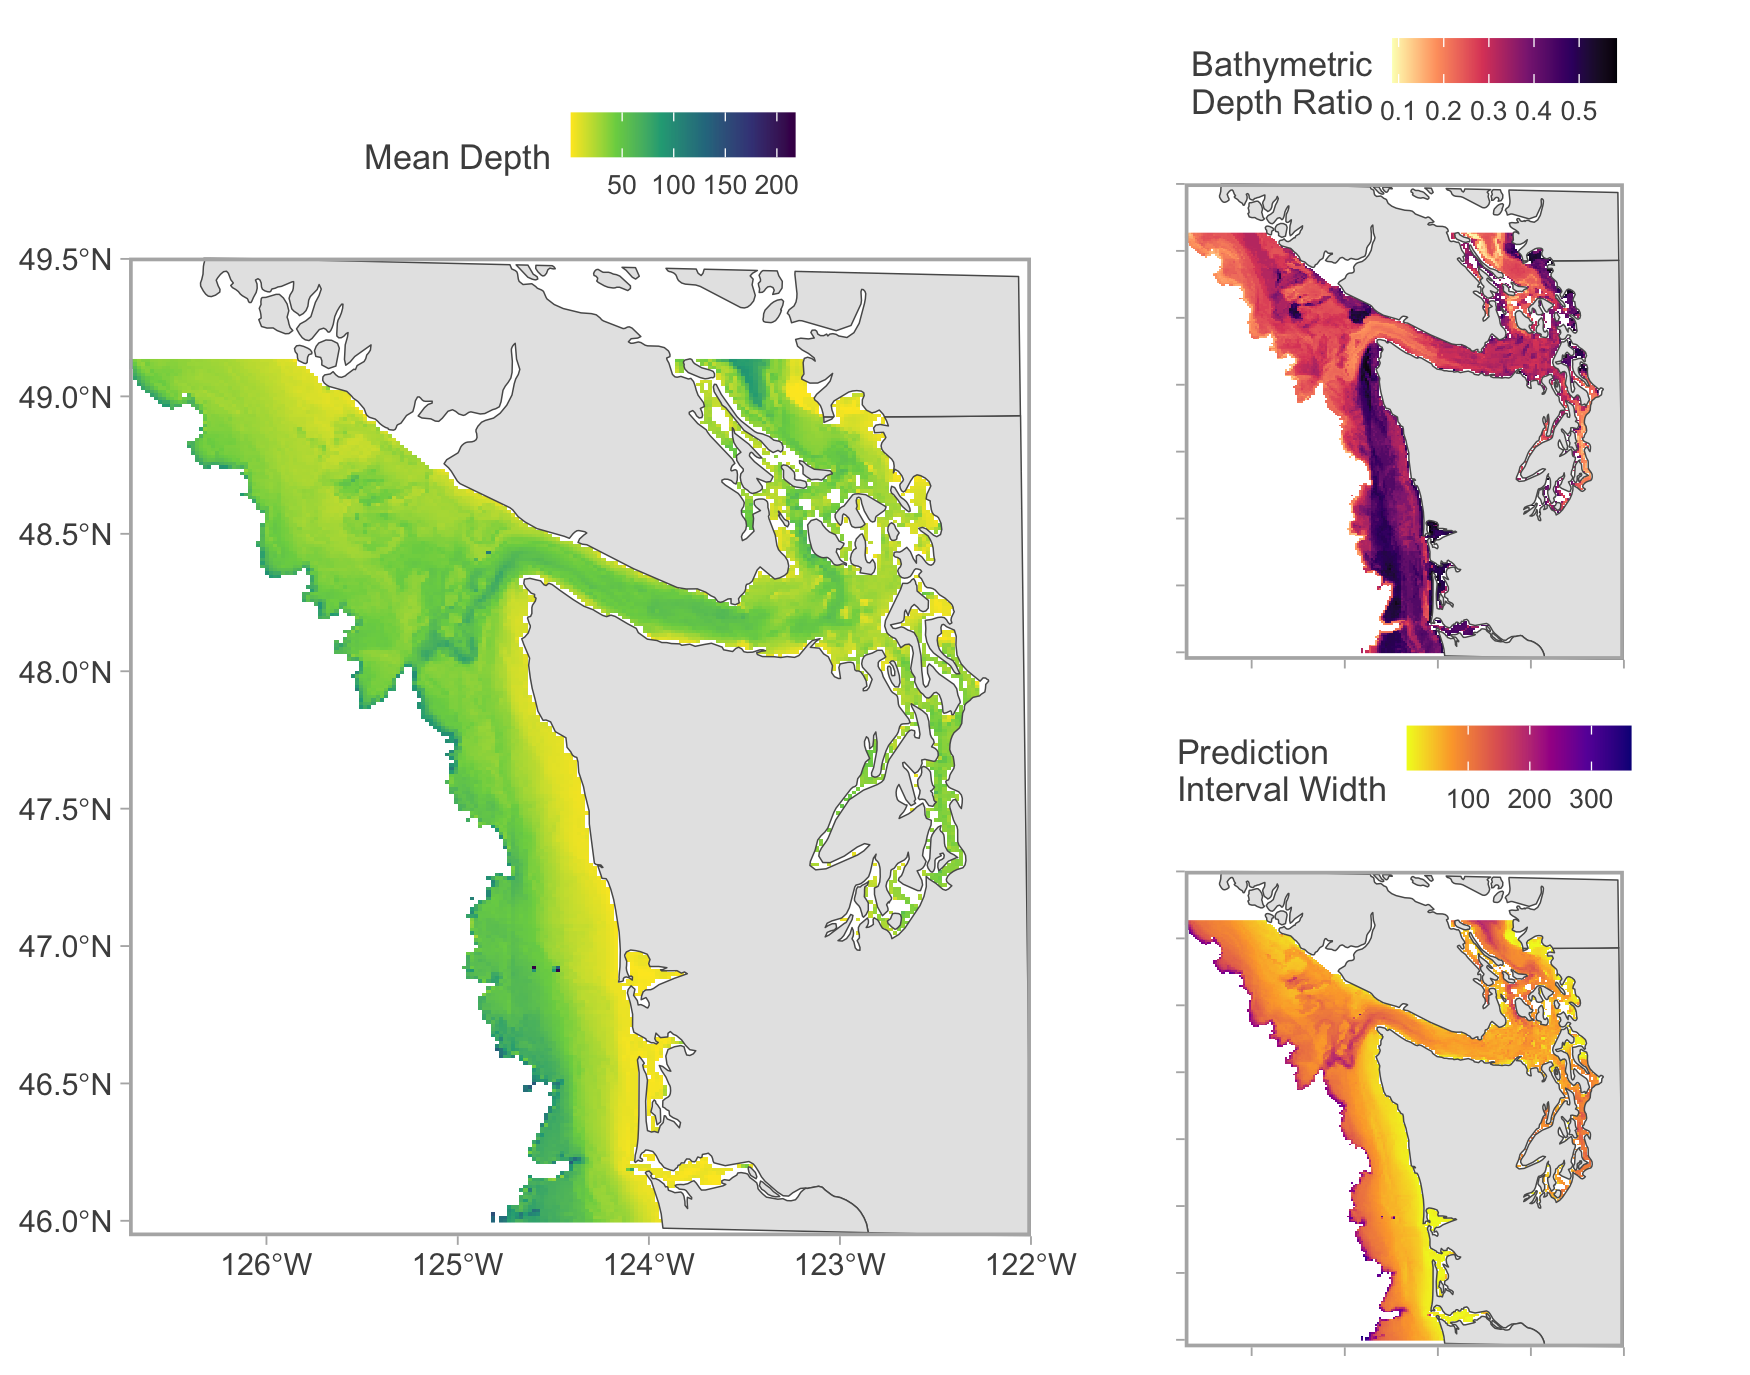 Mean Depth
50 100 150 200
49.5°N
49.0°N
48.5°N
48.0°N
47.5°N
47.0°N
46.5°N
46.0°N
126°W 125°W 124°W 123°W 122°W
Bathymetric
Depth Ratio
0.1 0.2 0.3 0.4 0.5
Prediction
Interval Width
100 200 300